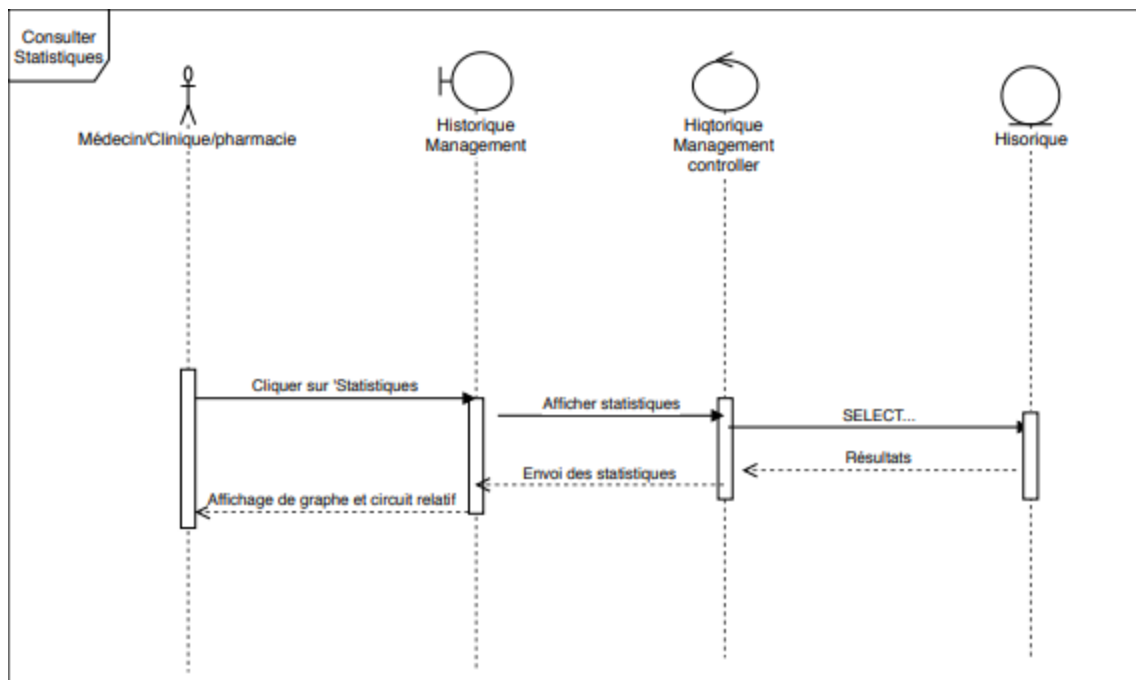 Consulter
Statistiques
Médecin/Clinique/pharmacie
Historique
Management
Hiqtorique
Management
controller
Hisorique
Cliquer sur 'Statistiques
Afficher statistiques
SELECT...
Résultats
Envoi des statistiques
Affichage de graphe et circuit relatif